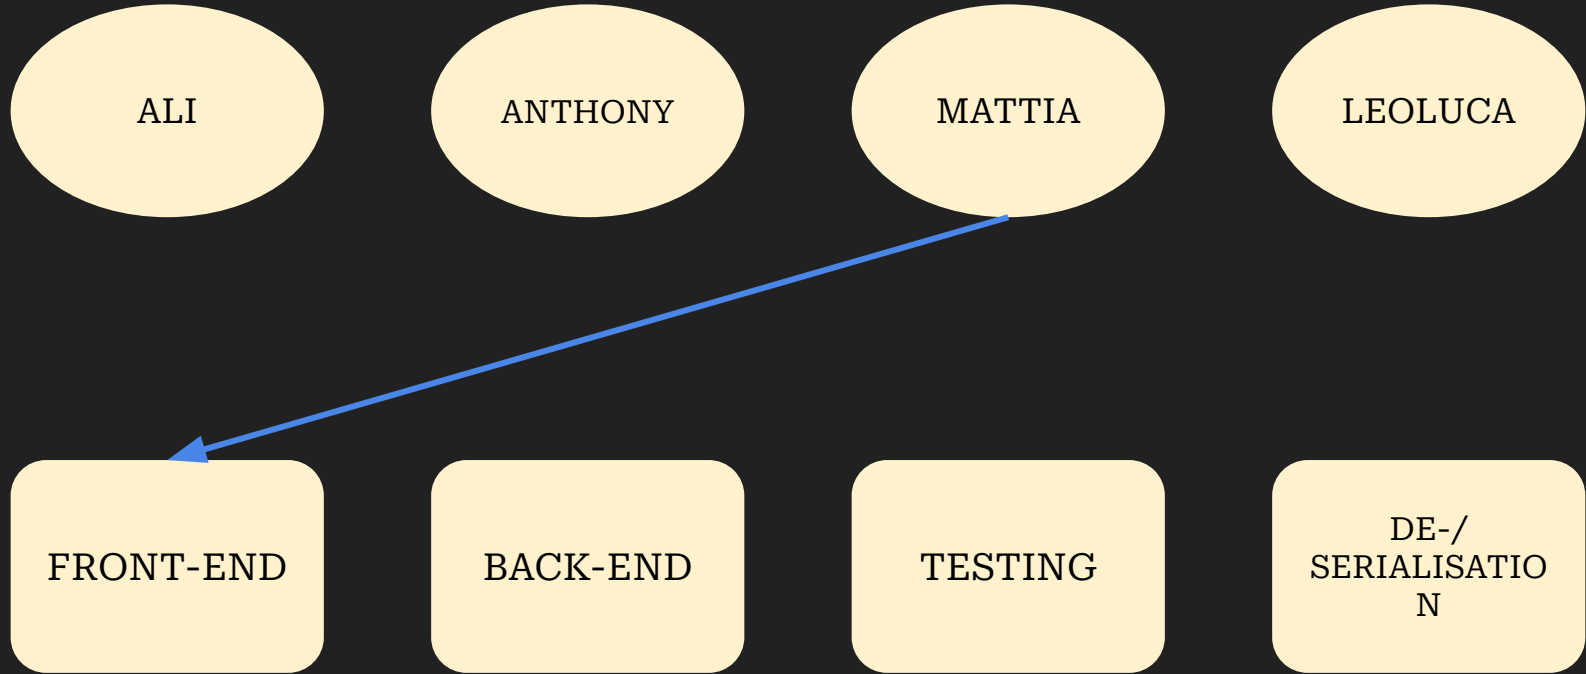 ALI
ANTHONY
MATTIA
LEOLUCA
FRONT-END
BACK-END
TESTING
DE-/
SERIALISATIO
N